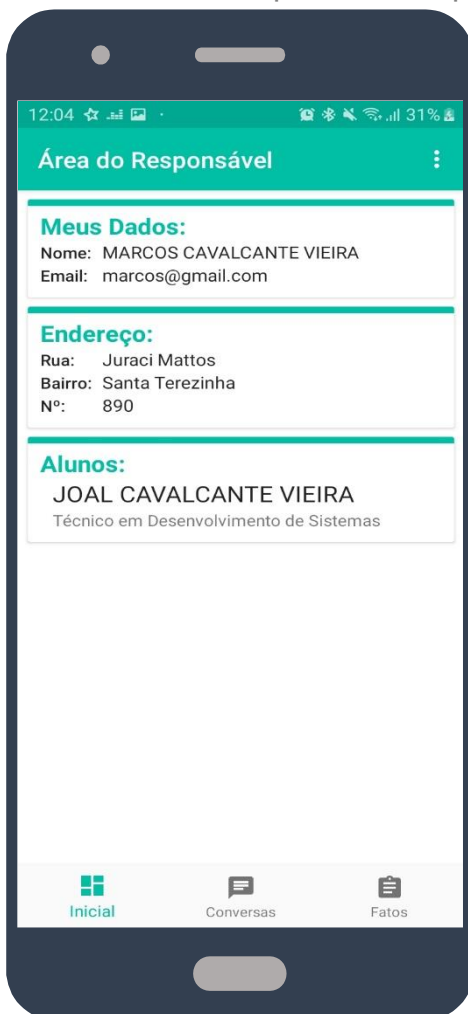 12:04 31%
Área do Responsável
Meus Dados:
Nome: MARCOS CAVALCANTE VIEIRA
Email: marcos@gmail.com
Endereço:
Rua: Juraci Mattos
Bairro: Santa Terezinha
Nº: 890
Alunos:
JOAL CAVALCANTE VIEIRA
Técnico em Desenvolvimento de Sistemas
Inicial Conversas Fatos